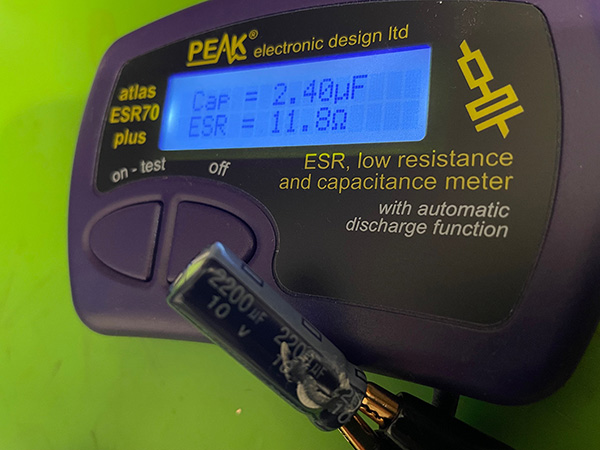 PEAK® electronic design ltd
atlas
ESR70
plus
Cap = 2.40µF
ESR = 11.8Ω
on - test
off
ESR, low resistance
and capacitance meter
with automatic
discharge function
2200µF
10 v